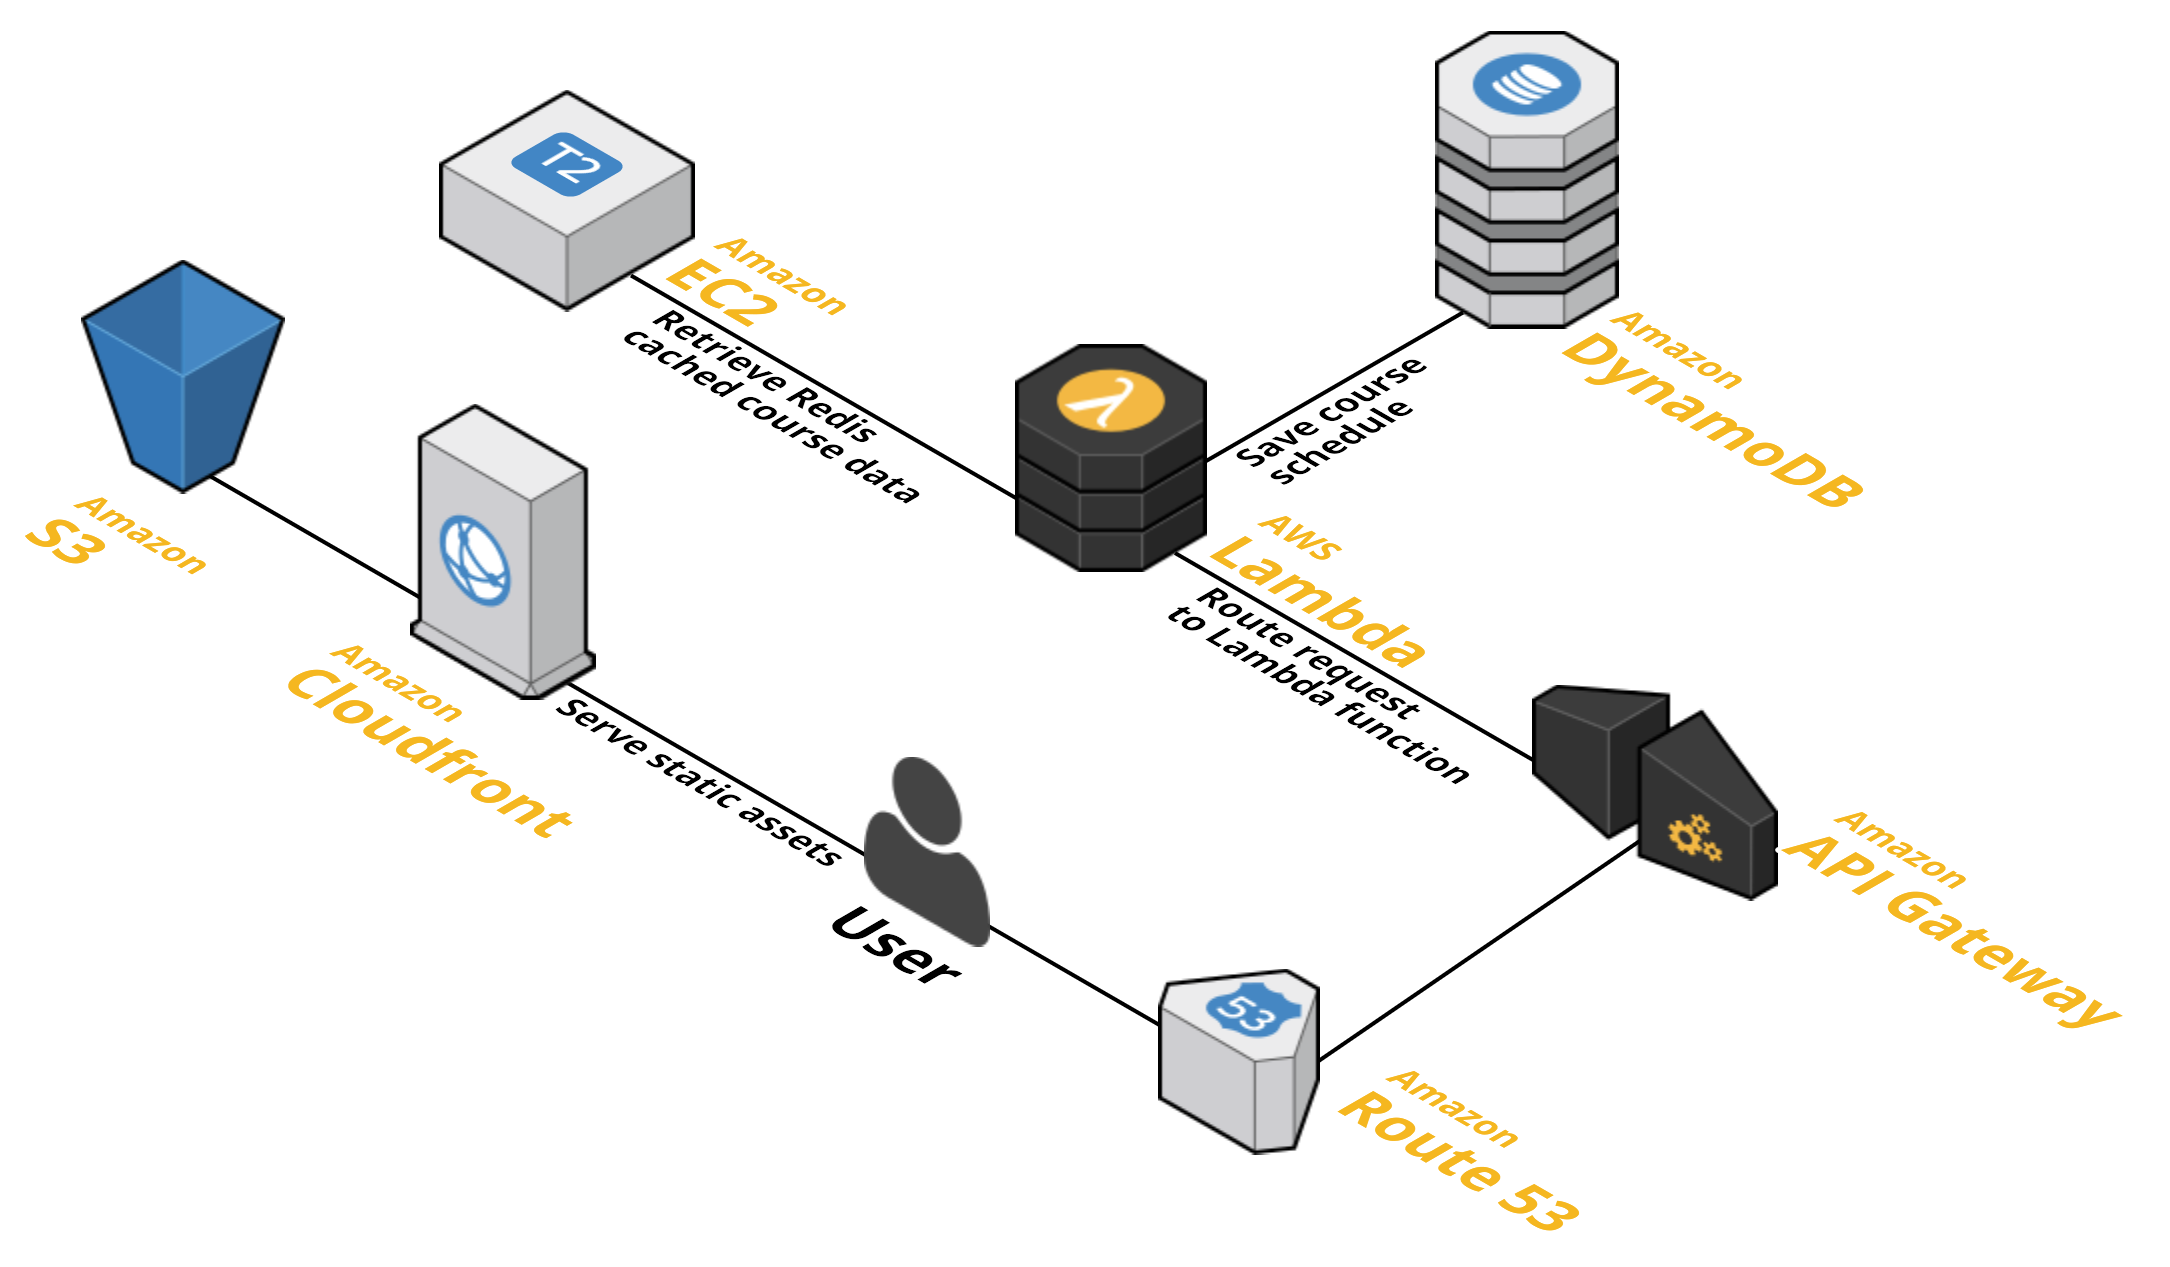 T2
Amazon
EC2
Retrieve Redis
cached course data
Amazon
DynamoDB
Save course
schedule
Amazon
S3
AWS
Lambda
Route request
to Lambda function
Amazon
Cloudfront
Serve static assets
User
Amazon
API Gateway
53
Amazon
Route 53